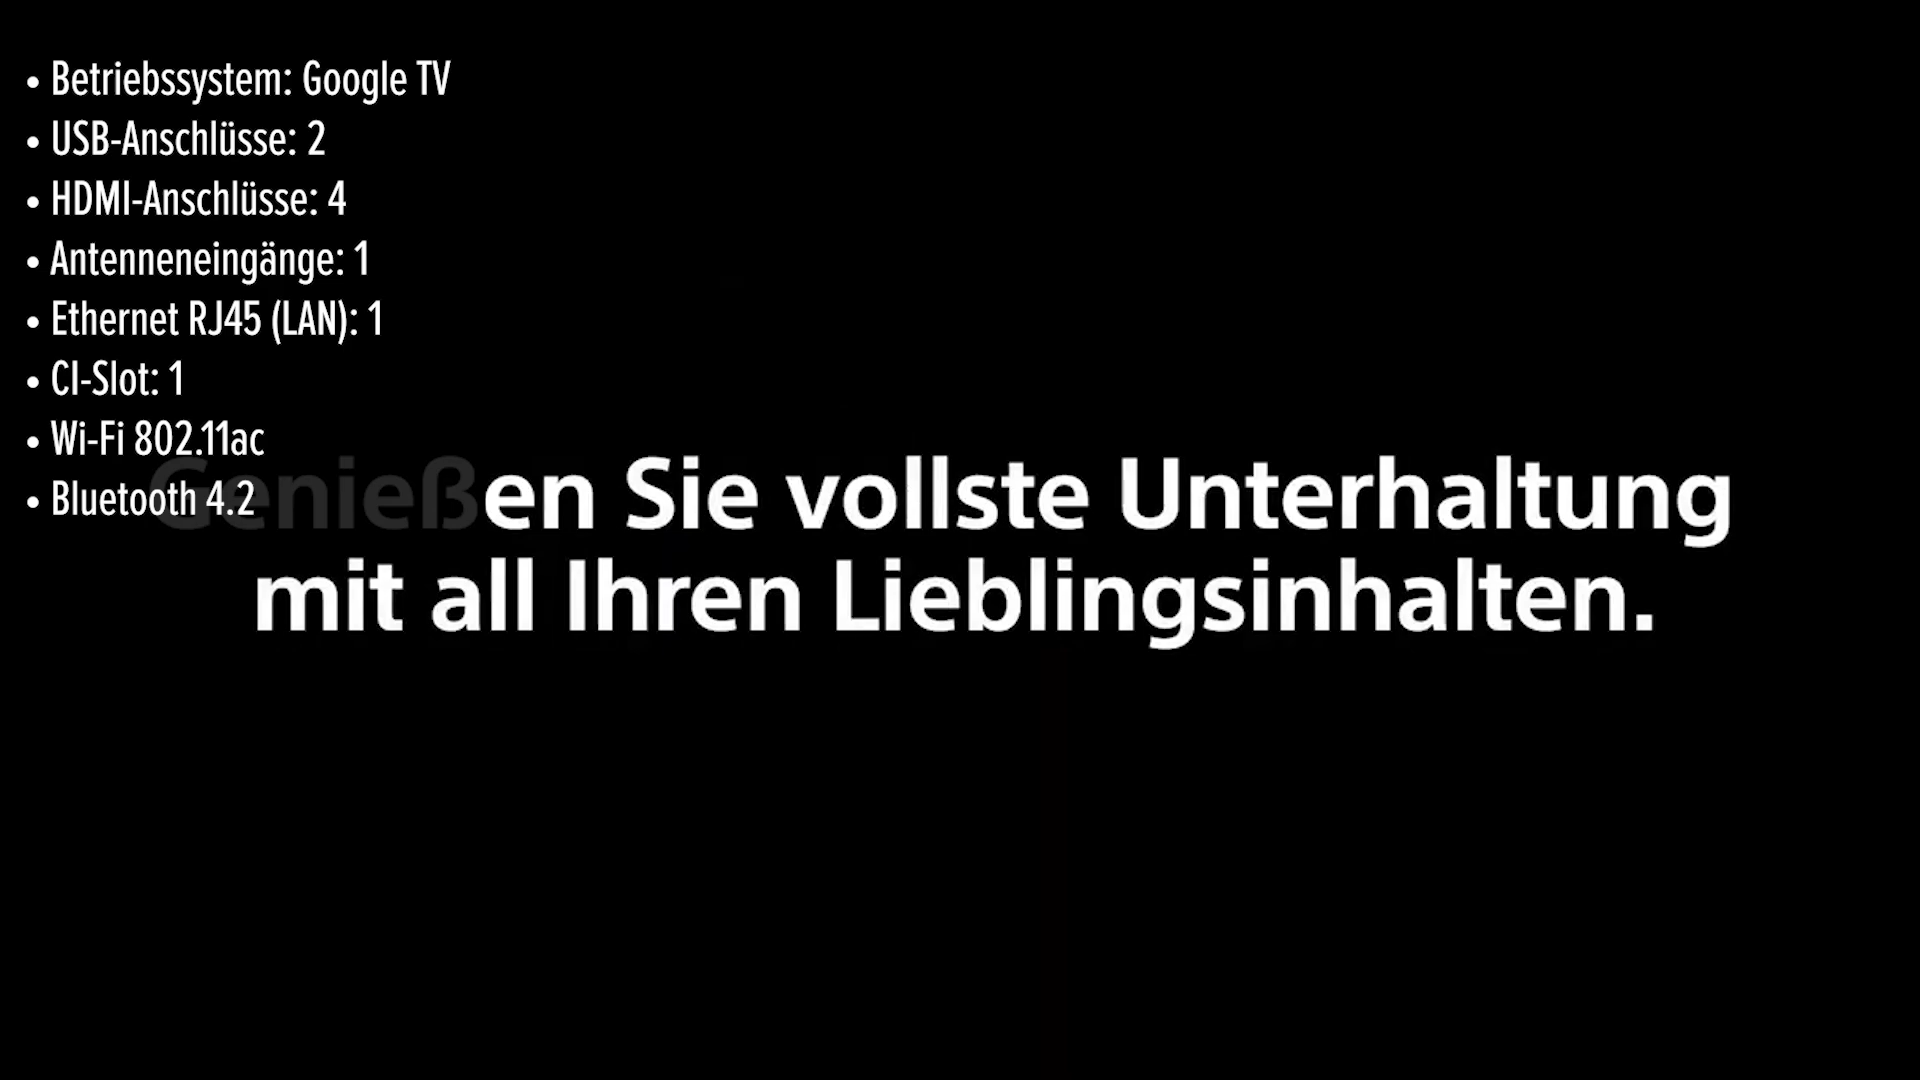 • Betriebssystem: Google TV
• USB-Anschlüsse: 2
• HDMI-Anschlüsse: 4
• Antenneneingänge: 1
• Ethernet RJ45 (LAN): 1
• CI-Slot: 1
• Wi-Fi 802.11ac
• Bluetooth 4.2
Genießen Sie vollste Unterhaltung
mit all Ihren Lieblingsinhalten.